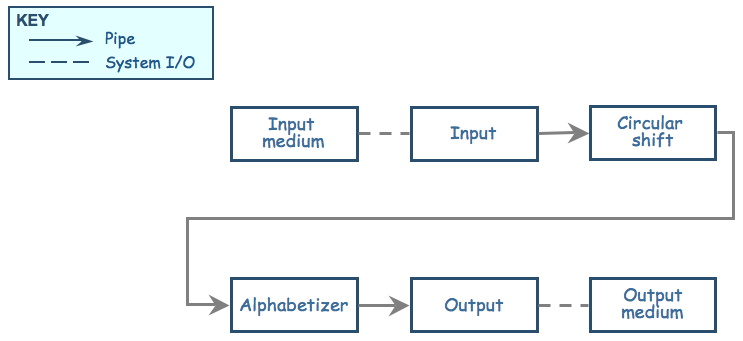 KEY
Pipe
System I/O
Input
medium
Input
Circular
shift
Alphabetizer
Output
Output
medium